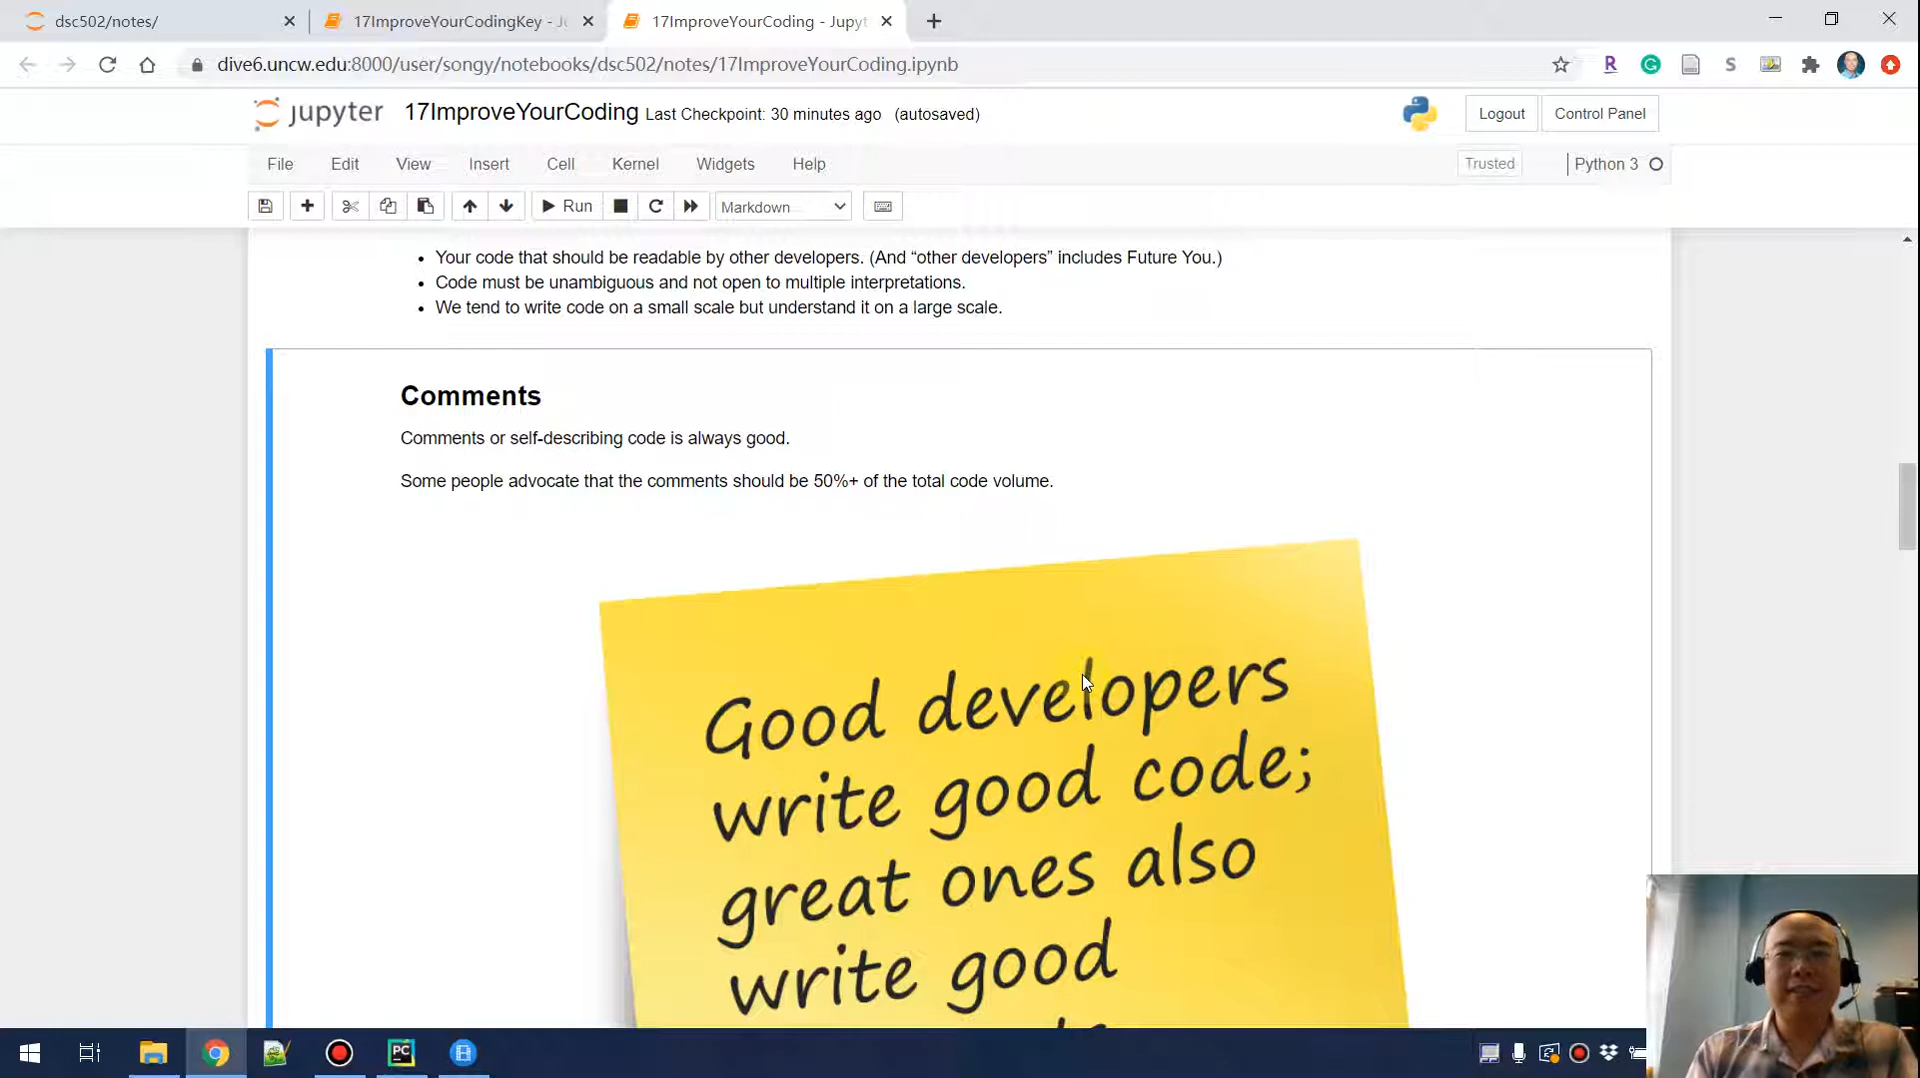 dsc502/notes/
17ImproveYourCodingKey - Ju
17ImproveYourCoding - Jupyt
dive6.uncw.edu:8000/user/songy/notebooks/dsc502/notes/17ImproveYourCoding.ipynb
R
G
S
jupyter
17ImproveYourCoding Last Checkpoint: 30 minutes ago (autosaved)
Logout
Control Panel
File Edit View Insert Cell Kernel Widgets Help
Trusted
Python 3
Run
Markdown
• Your code that should be readable by other developers. (And “other developers” includes Future You.)
• Code must be unambiguous and not open to multiple interpretations.
• We tend to write code on a small scale but understand it on a large scale.
Comments
Comments or self-describing code is always good.
Some people advocate that the comments should be 50%+ of the total code volume.
Good developers
write good code;
great ones also
write good
PC